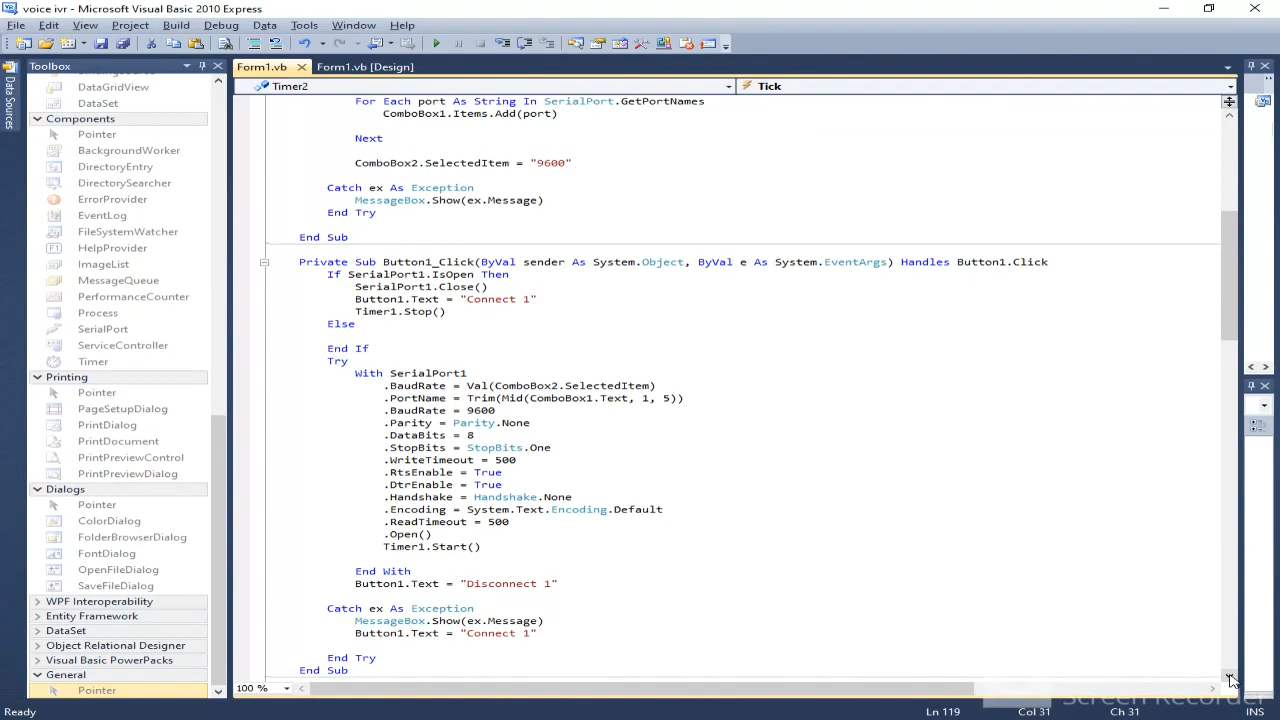 voice ivr - Microsoft Visual Basic 2010 Express
File Edit View Project Build Debug Data Tools Window Help
Toolbox
Form1.vb
Form1.vb [Design]
Data Sources
Timer2
Tick
DataGridView
DataSet
Components
Pointer
BackgroundWorker
DirectoryEntry
DirectorySearcher
ErrorProvider
EventLog
FileSystemWatcher
HelpProvider
ImageList
MessageQueue
PerformanceCounter
Process
SerialPort
ServiceController
Timer
Printing
Pointer
PageSetupDialog
PrintDialog
PrintDocument
PrintPreviewControl
PrintPreviewDialog
Dialogs
Pointer
ColorDialog
FolderBrowserDialog
FontDialog
OpenFileDialog
SaveFileDialog
WPF Interoperability
Entity Framework
DataSet
Object Relational Designer
Visual Basic PowerPacks
General
Pointer
For Each port As String In SerialPort.GetPortNames
ComboBox1.Items.Add(port)
Next
ComboBox2.SelectedItem = "9600"
Catch ex As Exception
MessageBox.Show(ex.Message)
End Try
End Sub
Private Sub Button1_Click(ByVal sender As System.Object, ByVal e As System.EventArgs) Handles Button1.Click
If SerialPort1.IsOpen Then
SerialPort1.Close()
Button1.Text = "Connect 1"
Timer1.Stop()
Else
End If
Try
With SerialPort1
.BaudRate = Val(ComboBox2.SelectedItem)
.PortName = Trim(Mid(ComboBox1.Text, 1, 5))
.BaudRate = 9600
.Parity = Parity.None
.DataBits = 8
.StopBits = StopBits.One
.WriteTimeout = 500
.RtsEnable = True
.DtrEnable = True
.Handshake = Handshake.None
.Encoding = System.Text.Encoding.Default
.ReadTimeout = 500
.Open()
Timer1.Start()
End With
Button1.Text = "Disconnect 1"
Catch ex As Exception
MessageBox.Show(ex.Message)
Button1.Text = "Connect 1"
End Try
End Sub
100 %
Screen Recorder
Ready
Ln 119
Col 31
Ch 31
INS